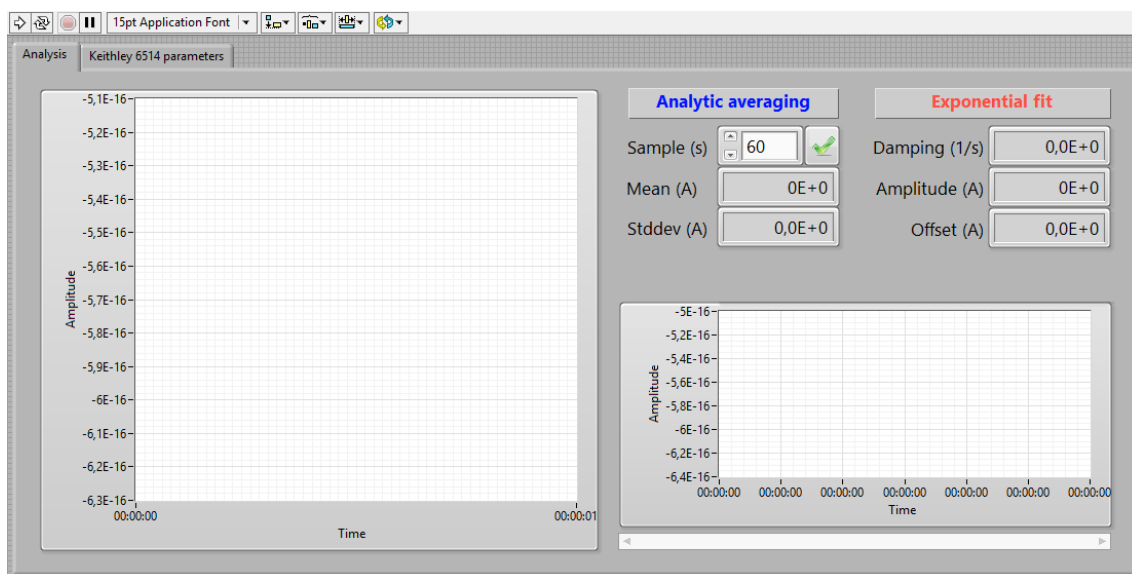 15pt Application Font
Analysis
Keithley 6514 parameters
-5,1E-16
-5,2E-16
-5,3E-16
-5,4E-16
-5,5E-16
-5,6E-16
-5,7E-16
-5,8E-16
-5,9E-16
-6E-16
-6,1E-16
-6,2E-16
-6,3E-16
Amplitude
00:00:00
00:00:01
Time
Analytic averaging
Sample (s) 60
Mean (A) 0E+0
Stddev (A) 0,0E+0
Exponential fit
Damping (1/s) 0,0E+0
Amplitude (A) 0E+0
Offset (A) 0,0E+0
-5E-16
-5,2E-16
-5,4E-16
-5,6E-16
-5,8E-16
-6E-16
-6,2E-16
-6,4E-16
Amplitude
00:00:00 00:00:00 00:00:00 00:00:00 00:00:00 00:00:00 00:00:00
Time